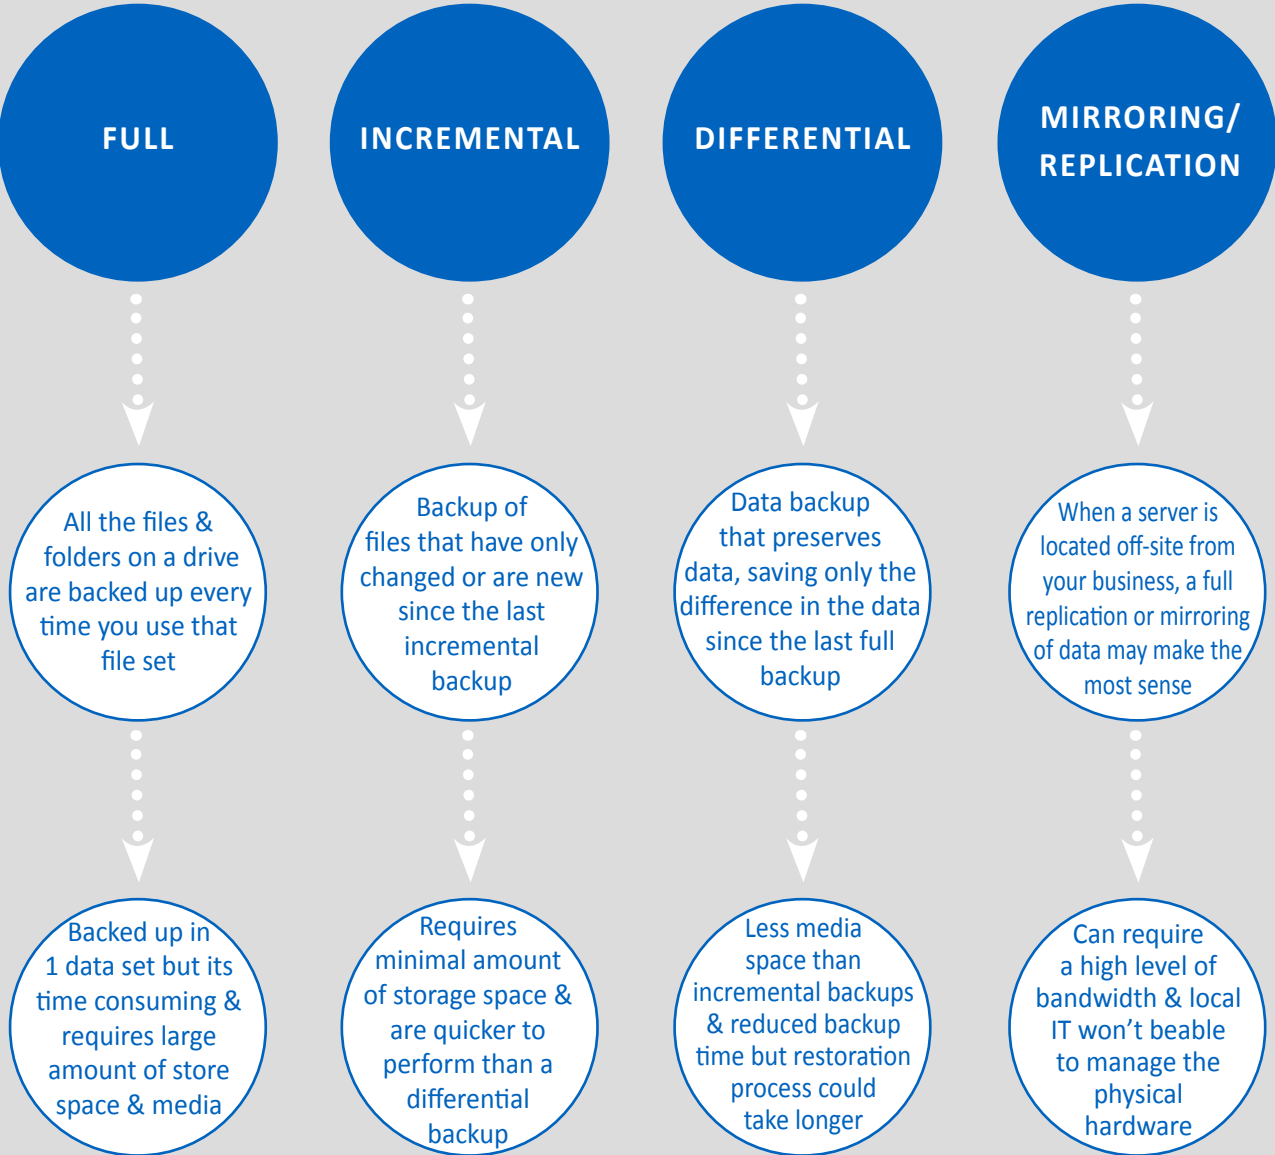 FULL
INCREMENTAL
DIFFERENTIAL
MIRRORING/
REPLICATION
All the files &
folders on a drive
are backed up every
time you use that
file set
Backup of
files that have only
changed or are new
since the last
incremental
backup
Data backup
that preserves
data, saving only the
difference in the data
since the last full
backup
When a server is
located off-site from
your business, a full
replication or mirroring
of data may make the
most sense
Backed up in
1 data set but its
time consuming &
requires large
amount of store
space & media
Requires
minimal amount
of storage space &
are quicker to
perform than a
differential
backup
Less media
space than
incremental backups
& reduced backup
time but restoration
process could
take longer
Can require
a high level of
bandwidth & local
IT won’t beable
to manage the
physical
hardware